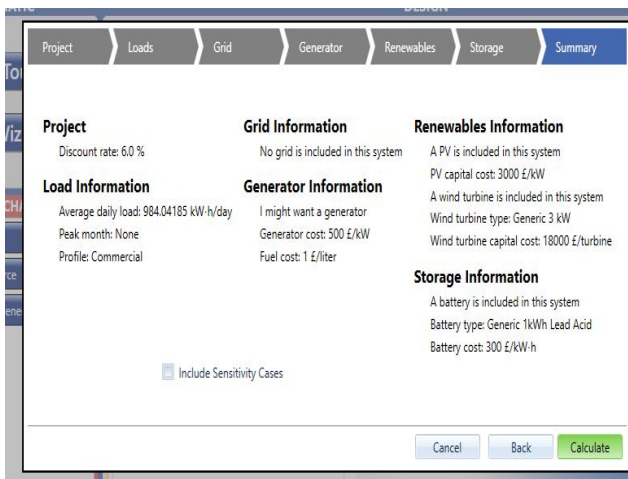 DESIGN
Project
Loads
Grid
Generator
Renewables
Storage
Summary
Project
Discount rate: 6.0 %
Load Information
Average daily load: 984.04185 kW·h/day
Peak month: None
Profile: Commercial
Grid Information
No grid is included in this system
Generator Information
I might want a generator
Generator cost: 500 £/kW
Fuel cost: 1 £/liter
Renewables Information
A PV is included in this system
PV capital cost: 3000 £/kW
A wind turbine is included in this system
Wind turbine type: Generic 3 kW
Wind turbine capital cost: 18000 £/turbine
Storage Information
A battery is included in this system
Battery type: Generic 1kWh Lead Acid
Battery cost: 300 £/kW·h
Include Sensitivity Cases
Cancel
Back
Calculate